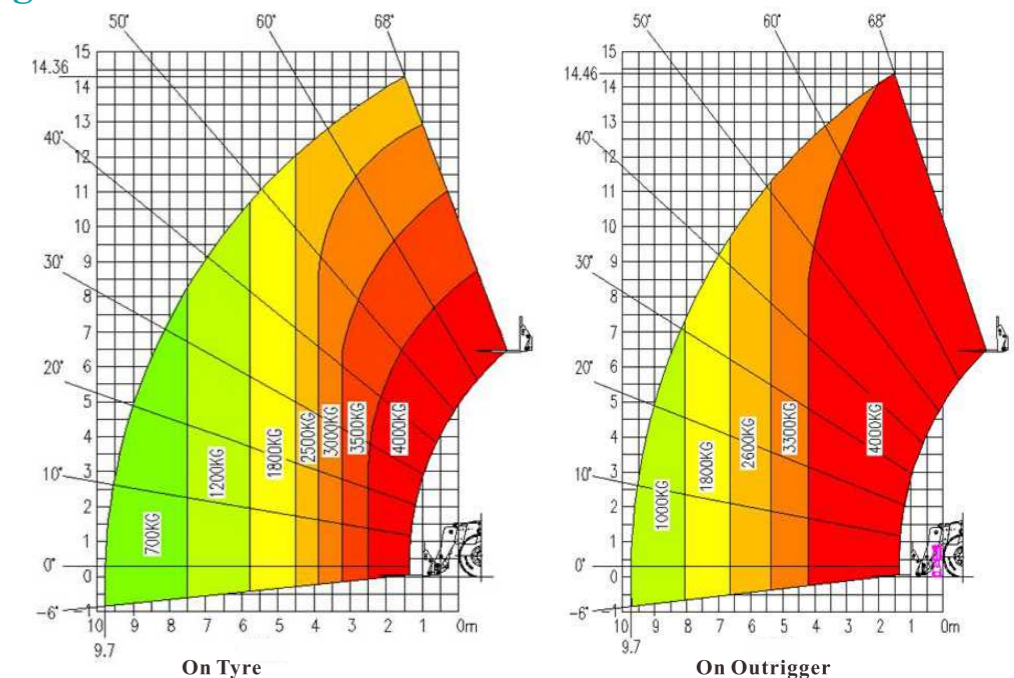 50° 60° 68°
14.36
15
14
13
12
11
10
9
8
7
6
5
4
3
2
1
0
-1
40°
30°
20°
10°
0°
-6°
700KG
1200KG
1800KG
2500KG
3000KG
3500KG
4000KG
10 9 8 7 6 5 4 3 2 1 0m
9.7
On Tyre
50° 60° 68°
14.46
15
14
13
12
11
10
9
8
7
6
5
4
3
2
1
0
-1
40°
30°
20°
10°
0°
-6°
1000KG
1800KG
2600KG
3300KG
4000KG
10 9 8 7 6 5 4 3 2 1 0m
9.7
On Outrigger